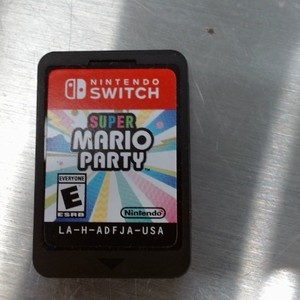 NINTENDO
SWITCH
SUPER
MARIO
PARTY
EVERYONE
E
ESRB
Nintendo
LA-H-ADFJA-USA